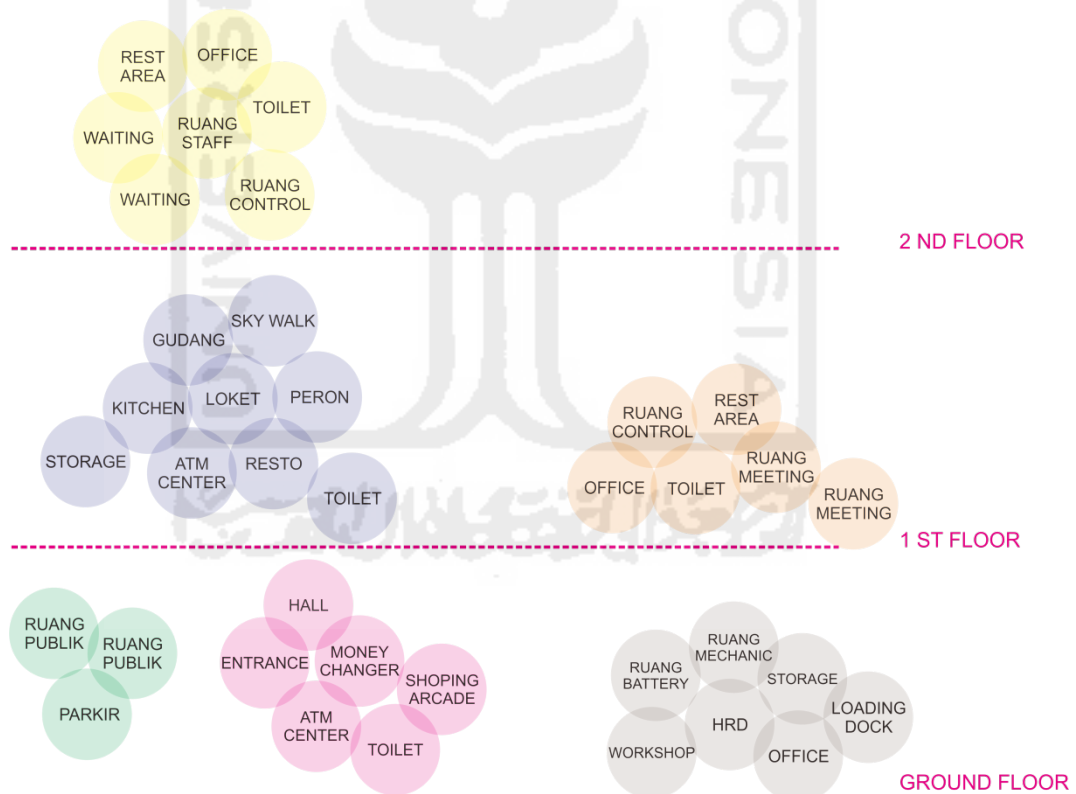 REST
AREA
OFFICE
TOILET
WAITING
RUANG
STAFF
WAITING
RUANG
CONTROL
2 ND FLOOR
SKY WALK
GUDANG
KITCHEN
LOKET
PERON
STORAGE
ATM
CENTER
RESTO
TOILET
RUANG
CONTROL
REST
AREA
OFFICE
TOILET
RUANG
MEETING
RUANG
MEETING
1 ST FLOOR
RUANG
PUBLIK
RUANG
PUBLIK
PARKIR
HALL
ENTRANCE
MONEY
CHANGER
SHOPING
ARCADE
ATM
CENTER
TOILET
RUANG
MECHANIC
RUANG
BATTERY
STORAGE
HRD
LOADING
DOCK
WORKSHOP
OFFICE
GROUND FLOOR